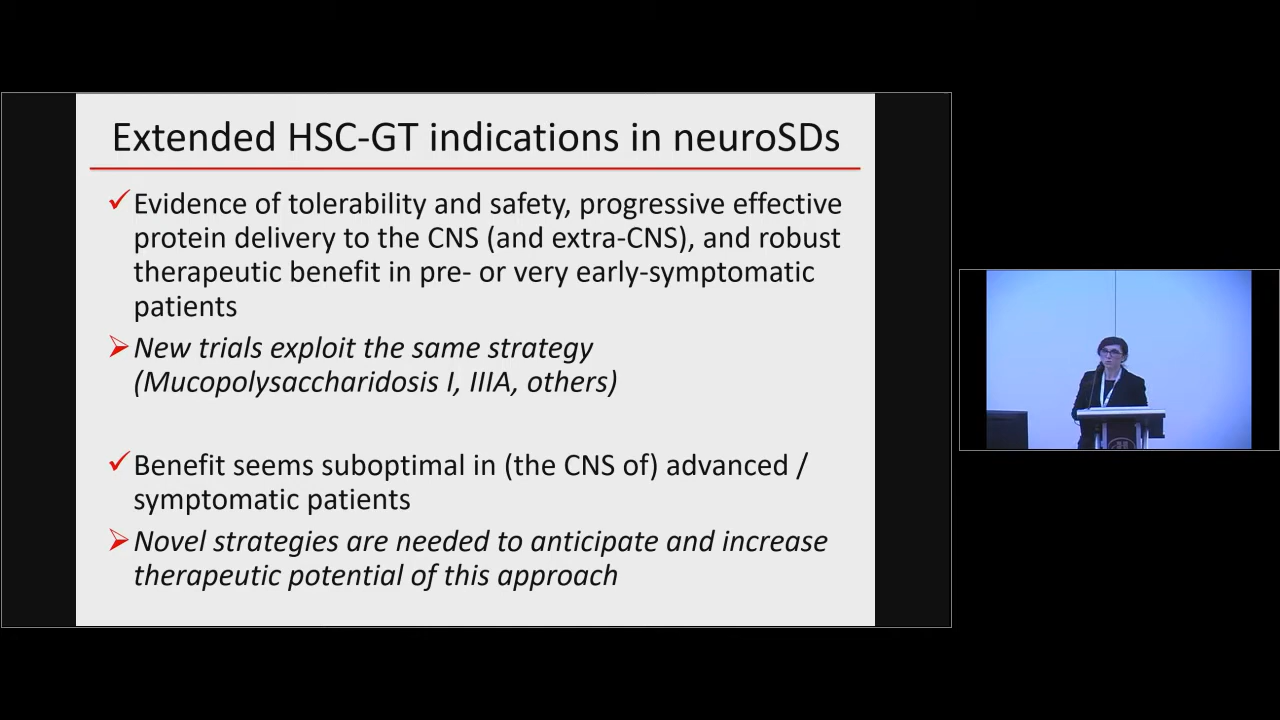 Extended HSC-GT indications in neuroSDs
Evidence of tolerability and safety, progressive effective
protein delivery to the CNS (and extra-CNS), and robust
therapeutic benefit in pre- or very early-symptomatic
patients
New trials exploit the same strategy
(Mucopolysaccharidosis I, IIIA, others)
Benefit seems suboptimal in (the CNS of) advanced /
symptomatic patients
Novel strategies are needed to anticipate and increase
therapeutic potential of this approach